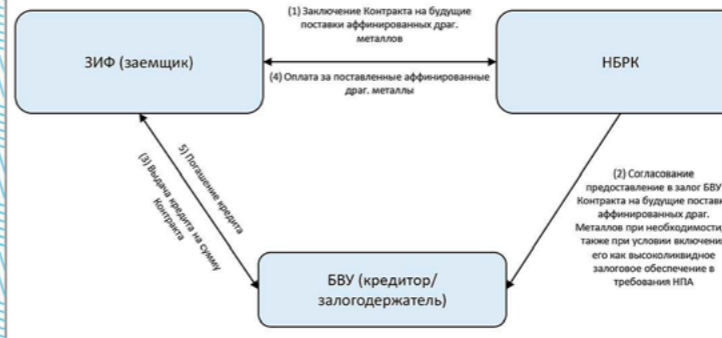 (1) Заключение Контракта на будущие
поставки аффинированных драг.
металлов
ЗИФ (заемщик)
НБРК
(4) Оплата за поставленные аффинированные
драг. металлы
5) Погашение кредита
(3) Выдача кредита на сумму
Контракта
(2) Согласование
предоставление в залог БВУ
Контракта на будущие
аффинированных драг.
Металлов при необходимости,
также при условии
его как высоколиквидное
залоговое обеспечение в
требования НПА
БВУ (кредитор/
залогодержатель)